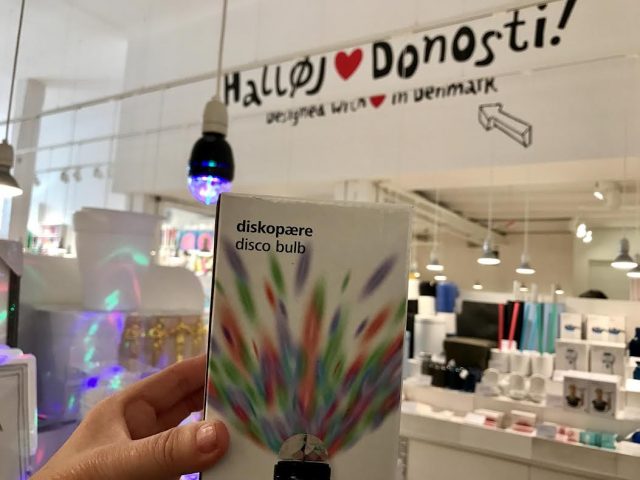 Halløj ❤ Donosti!
Designed with ❤ in Denmark
diskopære
disco bulb